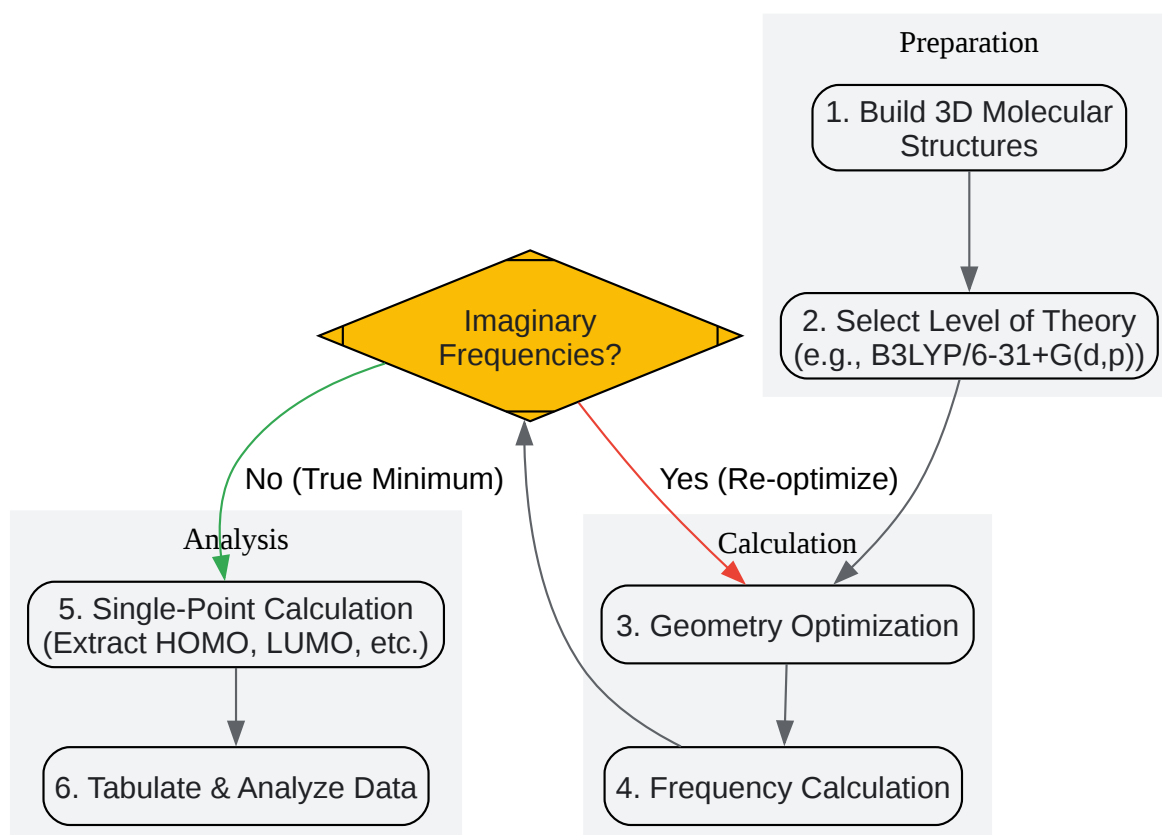 Preparation
1. Build 3D Molecular
Structures
2. Select Level of Theory
(e.g., B3LYP/6-31+G(d,p))
Imaginary
Frequencies?
No (True Minimum)
Yes (Re-optimize)
Calculation
3. Geometry Optimization
4. Frequency Calculation
Analysis
5. Single-Point Calculation
(Extract HOMO, LUMO, etc.)
6. Tabulate & Analyze Data